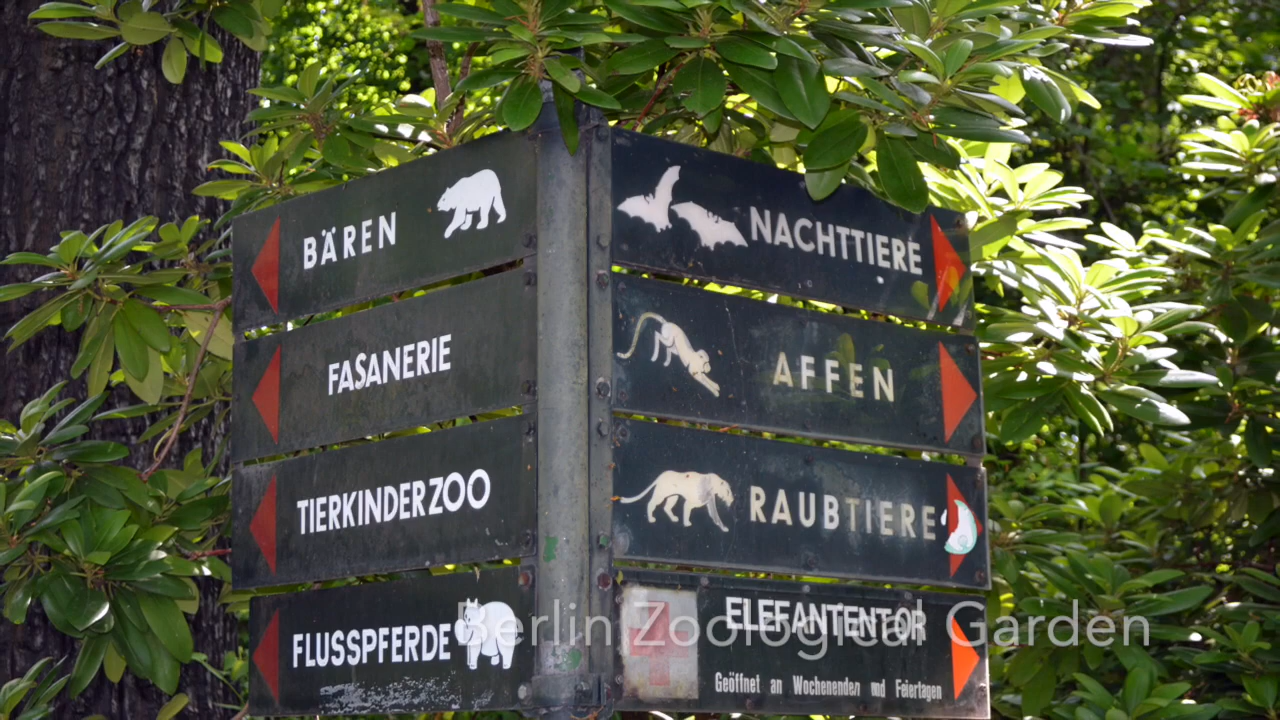 BÄREN
FASANERIE
TIERKINDERZOO
FLUSSPFERDE
NACHTTIERE
AFFEN
RAUBTIERE
ELEFANTENTOR
Geöffnet an Wochenenden und Feiertagen
Berlin Zoological Garden